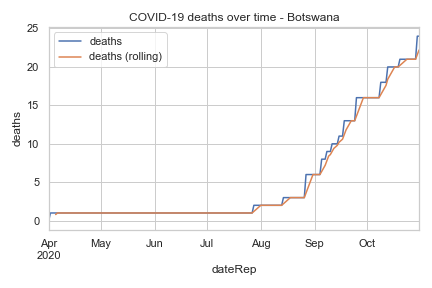 COVID-19 deaths over time - Botswana
25
20
15
10
5
0
deaths
deaths
deaths (rolling)
Apr
2020
May
Jun
Jul
Aug
Sep
Oct
dateRep